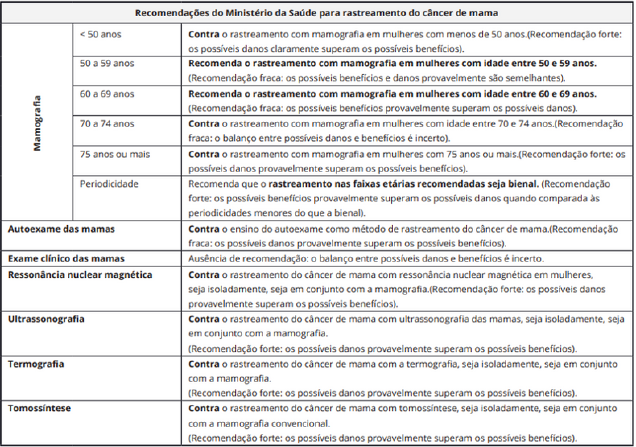 Recomendações do Ministério da Saúde para rastreamento do câncer de mama
Mamografia
< 50 anos
Contra o rastreamento com mamografia em mulheres com menos de 50 anos.(Recomendação forte:
os possíveis danos claramente superam os possíveis benefícios).
50 a 59 anos
Recomenda o rastreamento com mamografia em mulheres com idade entre 50 e 59 anos.
(Recomendação fraca: os possíveis benefícios e danos provavelmente são semelhantes).
60 a 69 anos
Recomenda o rastreamento com mamografia em mulheres com idade entre 60 e 69 anos.
(Recomendação fraca: os possíveis benefícios provavelmente superam os possíveis danos).
70 a 74 anos
Contra o rastreamento com mamografia em mulheres com idade entre 70 e 74 anos.(Recomendação
fraca: o balanço entre possíveis danos e benefícios é incerto).
75 anos ou mais
Contra o rastreamento com mamografia em mulheres com 75 anos ou mais.(Recomendação forte: os
possíveis danos provavelmente superam os possíveis benefícios).
Periodicidade
Recomenda que o rastreamento nas faixas etárias recomendadas seja bienal. (Recomendação
forte: os possíveis benefícios provavelmente superam os possíveis danos quando comparada às
periodicidades menores do que a bienal).
Autoexame das mamas
Contra o ensino do autoexame como método de rastreamento do câncer de mama.(Recomendação
fraca: os possíveis danos provavelmente superam os possíveis benefícios).
Exame clínico das mamas
Ausência de recomendação: o balanço entre possíveis danos e benefícios é incerto.
Ressonância nuclear magnética
Contra o rastreamento do câncer de mama com ressonância nuclear magnética em mulheres,
seja isoladamente, seja em conjunto com a mamografia.(Recomendação forte: os possíveis danos
provavelmente superam os possíveis benefícios).
Ultrassonografia
Contra o rastreamento do câncer de mama com ultrassonografia das mamas, seja isoladamente, seja
em conjunto com a mamografia.
(Recomendação forte: os possíveis danos provavelmente superam os possíveis benefícios).
Termografia
Contra o rastreamento do câncer de mama com a termografia, seja isoladamente, seja em conjunto
com a mamografia.
(Recomendação forte: os possíveis danos provavelmente superam os possíveis benefícios).
Tomossíntese
Contra o rastreamento do câncer de mama com tomossíntese, seja isoladamente, seja em conjunto
com a mamografia convencional.
(Recomendação forte: os possíveis danos provavelmente superam os possíveis benefícios).